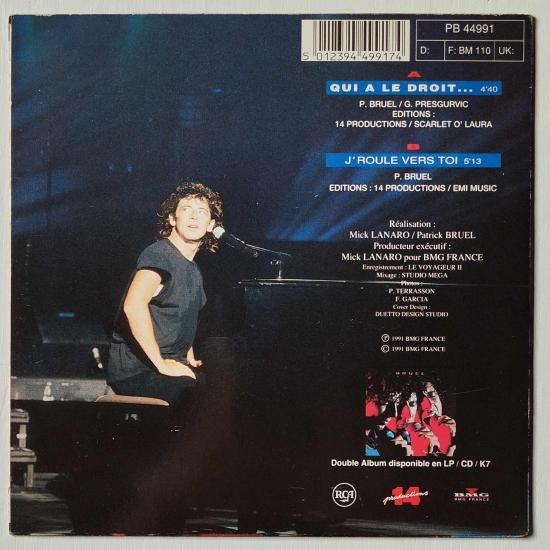 PB 44991
D: F: BM 110 UK:
5 012394 499174
A
QUI A LE DROIT... 4'40
P. BRUEL / G. PRESGURVIC
EDITIONS :
14 PRODUCTIONS / SCARLET O' LAURA
B
J'ROULE VERS TOI 5'13
P. BRUEL
EDITIONS : 14 PRODUCTIONS / EMI MUSIC
Réalisation :
Mick LANARO / Patrick BRUEL
Producteur exécutif :
Mick LANARO pour BMG FRANCE
Enregistrement : LE VOYAGEUR II
Mixage : STUDIO MEGA
Photos :
P. TERRASSON
F. GARCIA
Cover Design :
DUETTO DESIGN STUDIO
℗ 1991 BMG FRANCE
© 1991 BMG FRANCE
BRUEL
Double Album disponible en LP / CD / K7
RCA
14 productions
BMG
BMG FRANCE